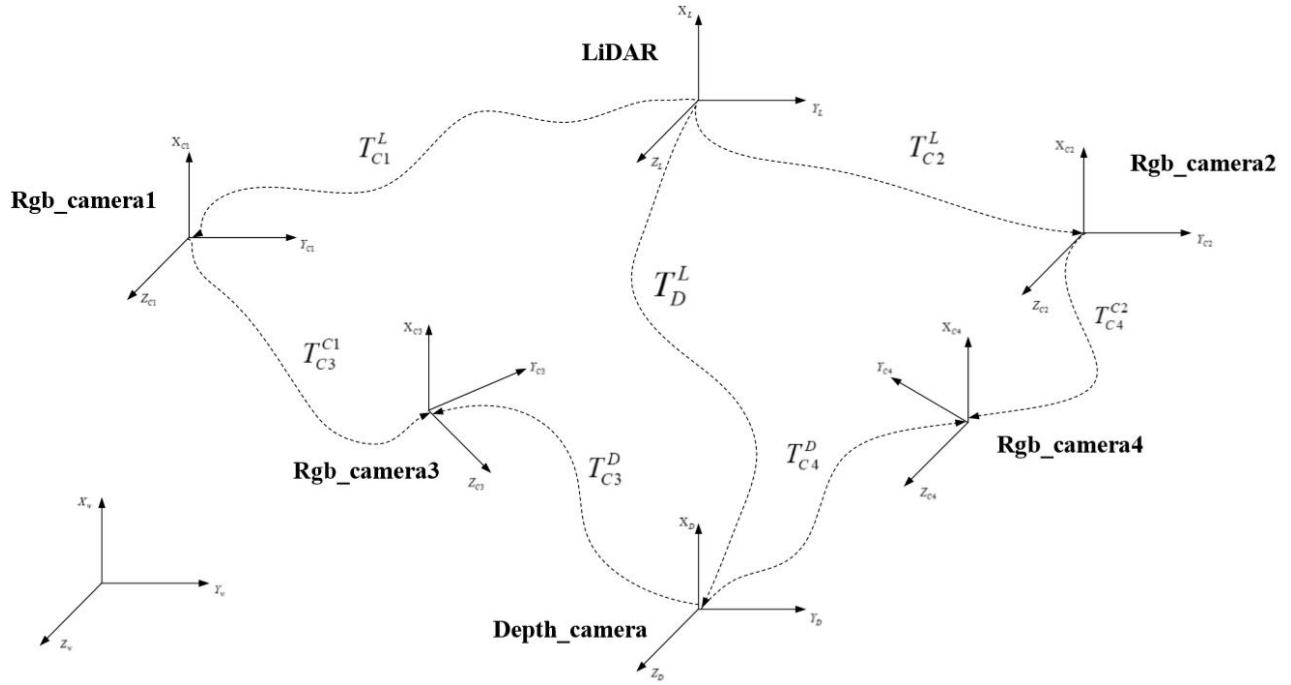 X_L
LiDAR
Y_L
T_{C1}^{L}
T_{C2}^{L}
X_{C1}
X_{C2}
Z_L
Rgb_camera1
Rgb_camera2
Y_{C1}
Y_{C2}
Z_{C1}
T_{D}^{L}
Z_{C2}
T_{C4}^{C2}
X_{C3}
X_{C4}
T_{C3}^{C1}
Y_{C3}
Y_{C4}
Rgb_camera3
T_{C3}^{D}
T_{C4}^{D}
Rgb_camera4
Z_{C3}
Z_{C4}
X_w
X_D
Y_w
Depth_camera
Y_D
Z_w
Z_D